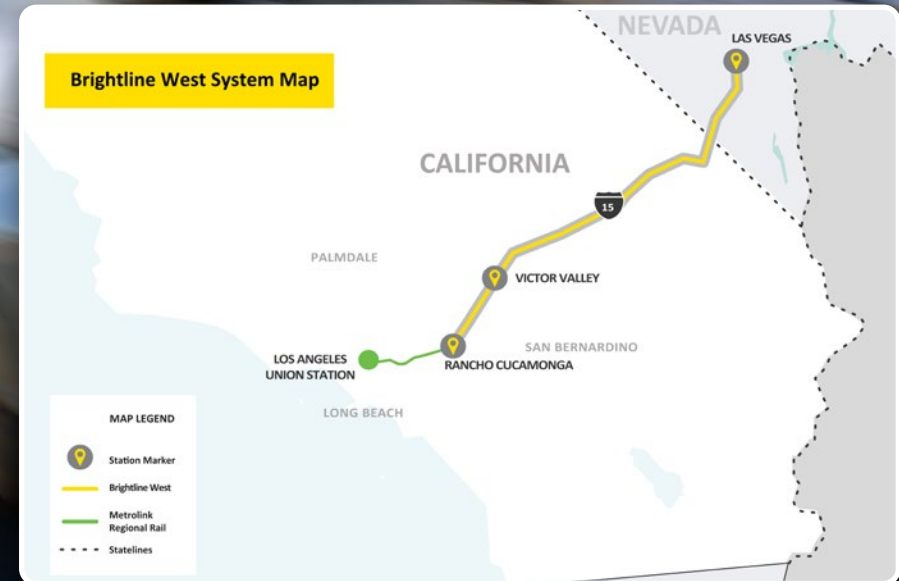 Brightline West System Map
NEVADA
LAS VEGAS
CALIFORNIA
15
PALMDALE
VICTOR VALLEY
SAN BERNARDINO
LOS ANGELES
UNION STATION
RANCHO CUCAMONGA
LONG BEACH
MAP LEGEND
Station Marker
Brightline West
Metrolink
Regional Rail
Statelines